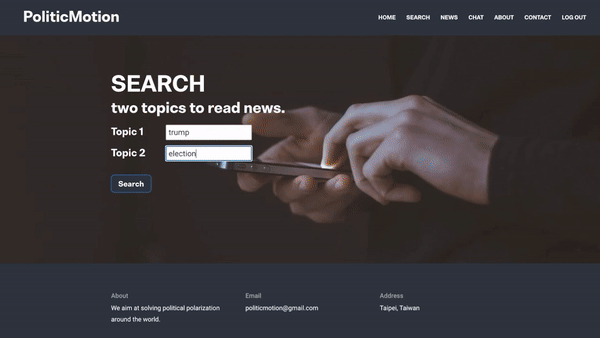 PoliticMotion
HOME SEARCH NEWS CHAT ABOUT CONTACT LOG OUT
SEARCH
two topics to read news.
Topic 1 trump
Topic 2 election
Search
About Email Address
We aim at solving political polarization politicmotion@gmail.com Taipei, Taiwan
around the world.